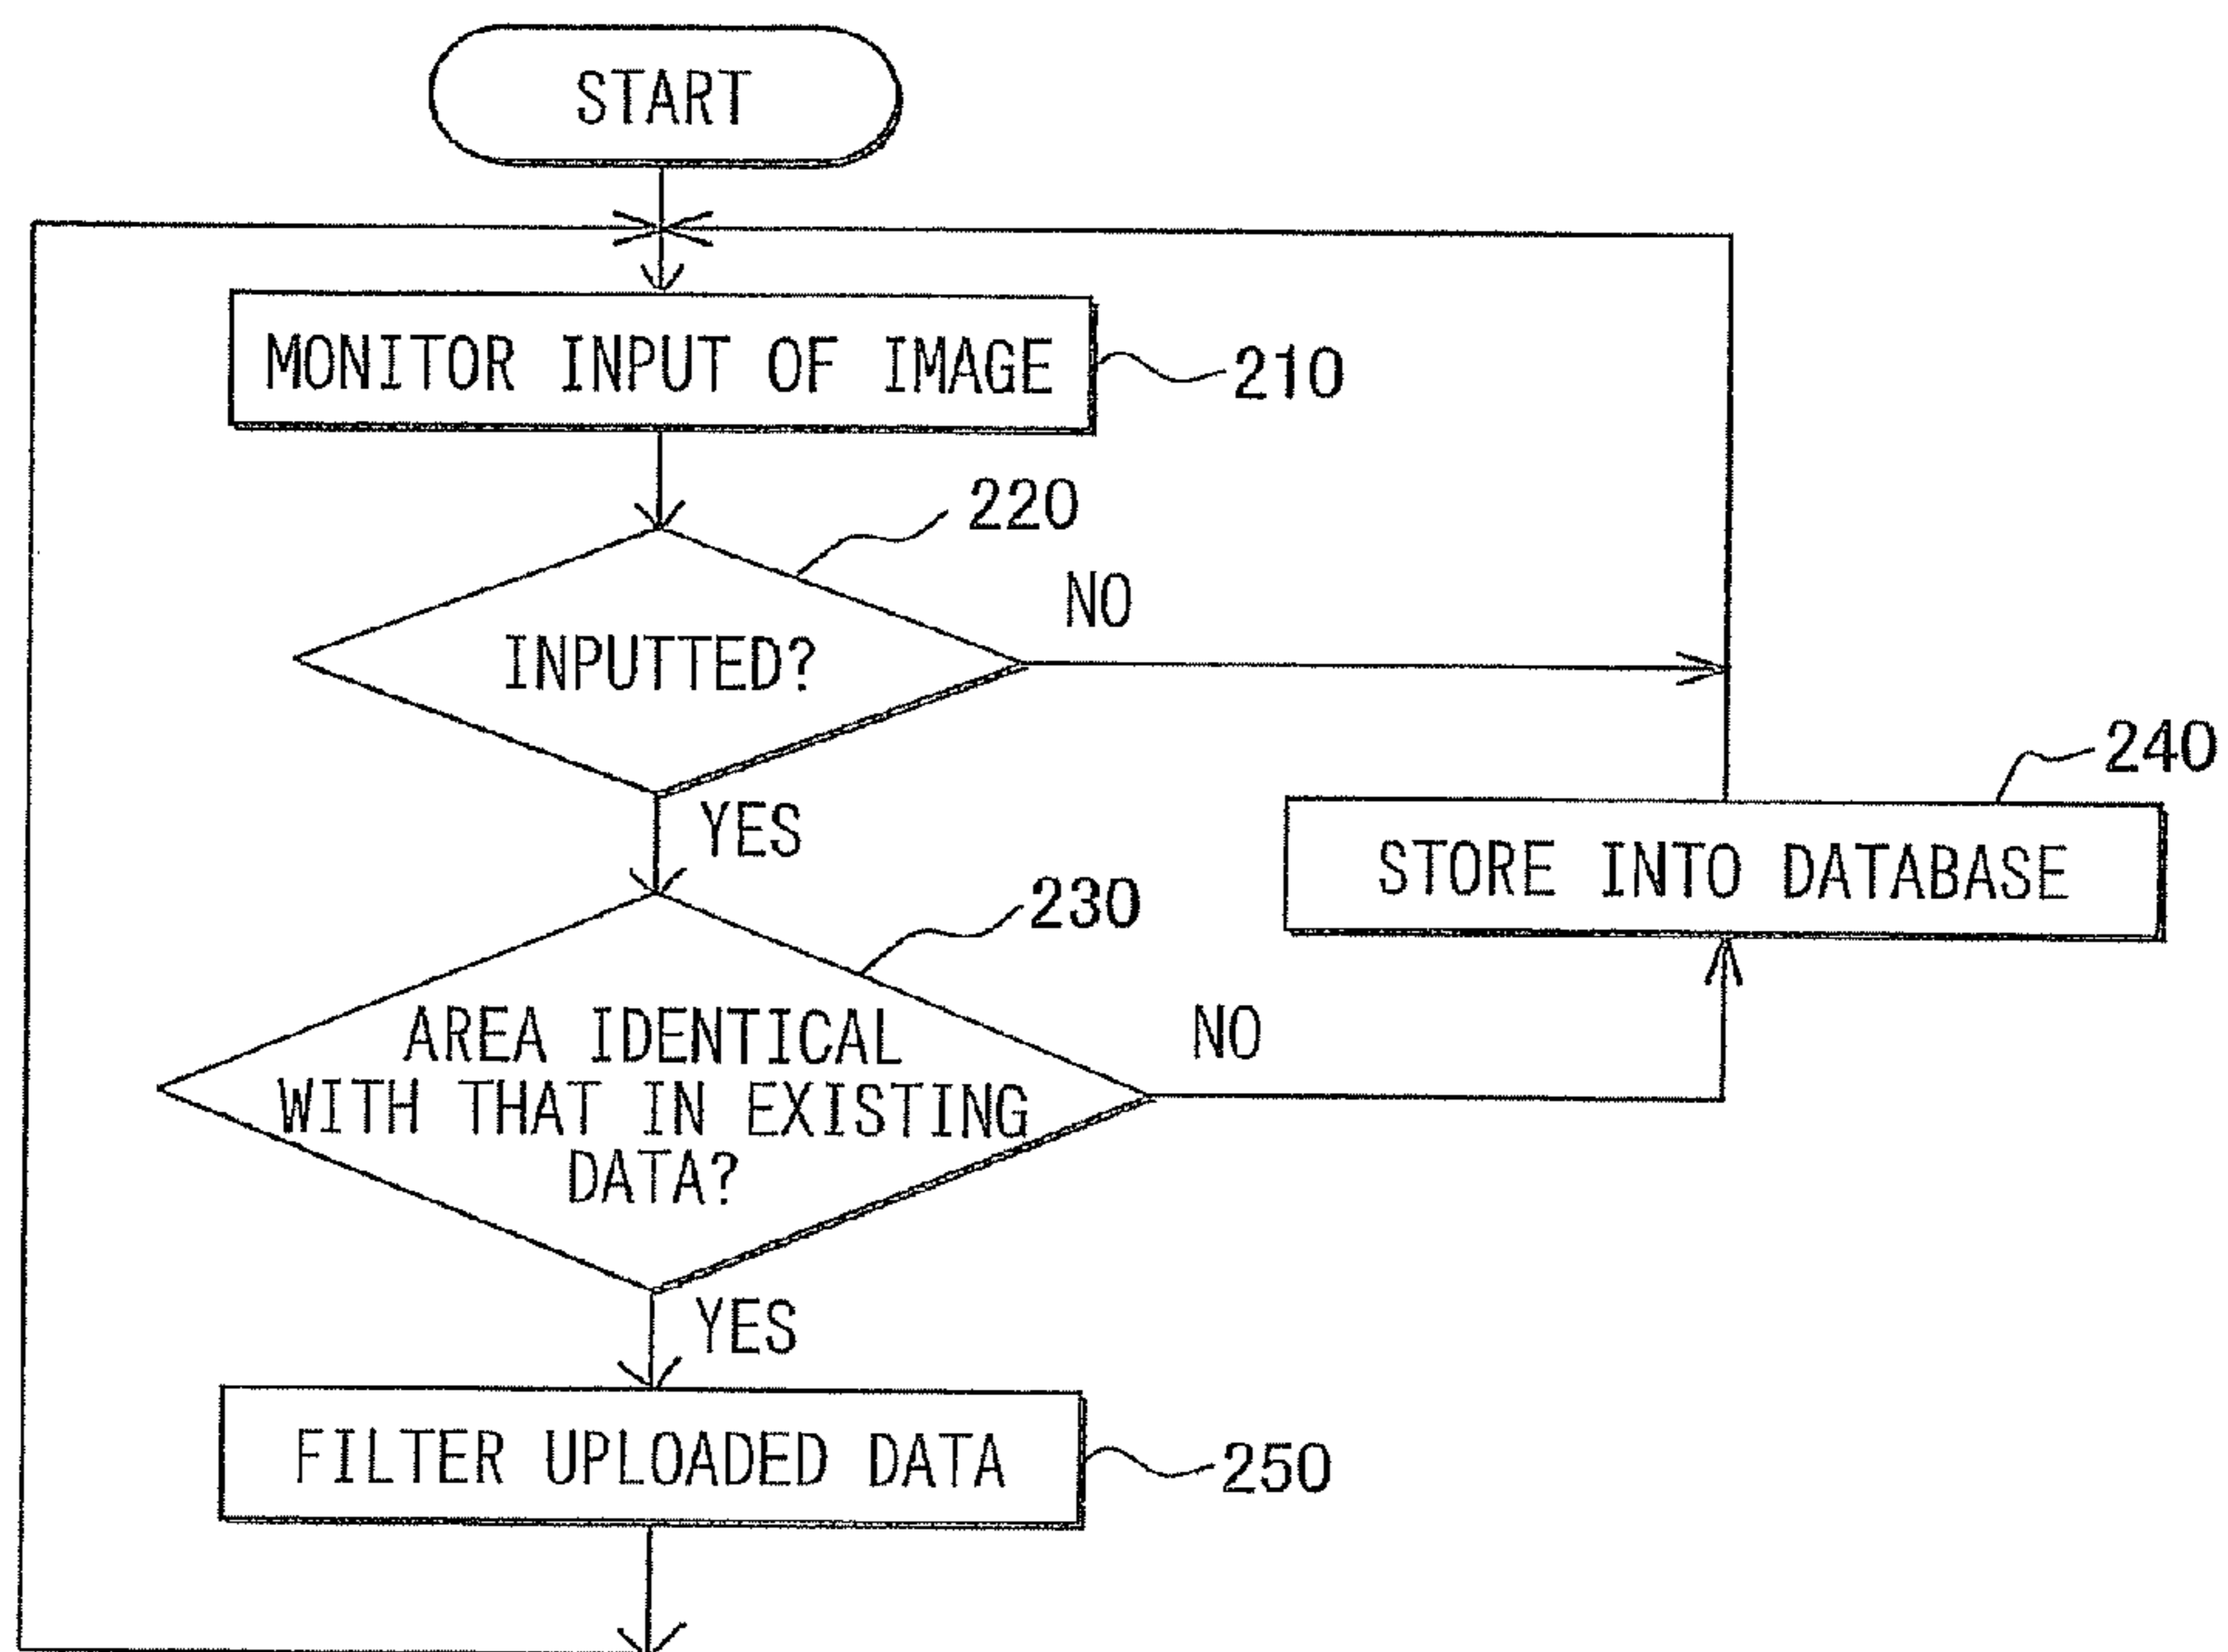 START
MONITOR INPUT OF IMAGE
210
220
NO
INPUTTED?
YES
240
STORE INTO DATABASE
230
AREA IDENTICAL
WITH THAT IN EXISTING
DATA?
NO
YES
FILTER UPLOADED DATA
250